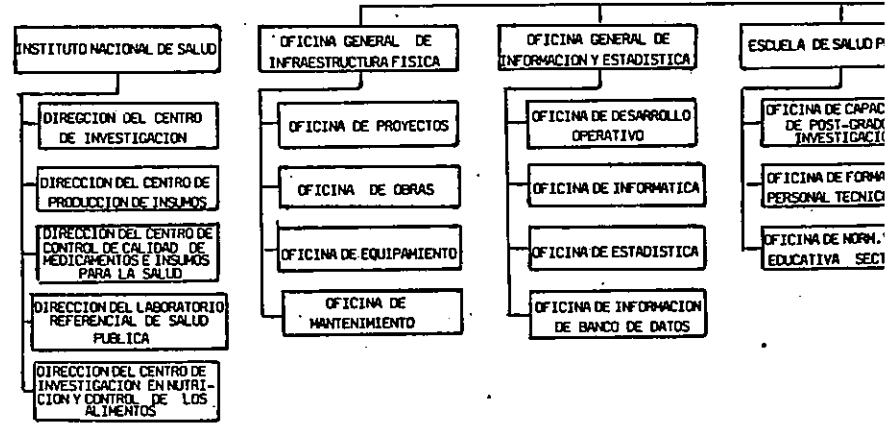 INSTITUTO NACIONAL DE SALUD
DIRECCION DEL CENTRO
DE INVESTIGACION
DIRECCION DEL CENTRO DE
PRODUCCION DE INSUMOS
DIRECCION DEL CENTRO DE
CONTROL DE CALIDAD DE
MEDICAMENTOS E INSUMOS
PARA LA SALUD
DIRECCION DEL LABORATORIO
REFERENCIAL DE SALUD
PUBLICA
DIRECCION DEL CENTRO DE
INVESTIGACION EN NUTRI-
CION Y CONTROL DE LOS
ALIMENTOS
OFICINA GENERAL DE
INFRAESTRUCTURA FISICA
OFICINA DE PROYECTOS
OFICINA DE OBRAS
OFICINA DE EQUIPAMIENTO
OFICINA DE
MANTENIMIENTO
OFICINA GENERAL DE
INFORMACION Y ESTADISTICA
OFICINA DE DESARROLLO
OPERATIVO
OFICINA DE INFORMATICA
OFICINA DE ESTADISTICA
OFICINA DE INFORMACION
DE BANCO DE DATOS
ESCUELA DE SALUD P
OFICINA DE CAPAC
DE POST-GRADO
INVESTIGACIO
OFICINA DE FORMA
PERSONAL TECNIC
OFICINA DE NORM. Y
EDUCATIVA SECT